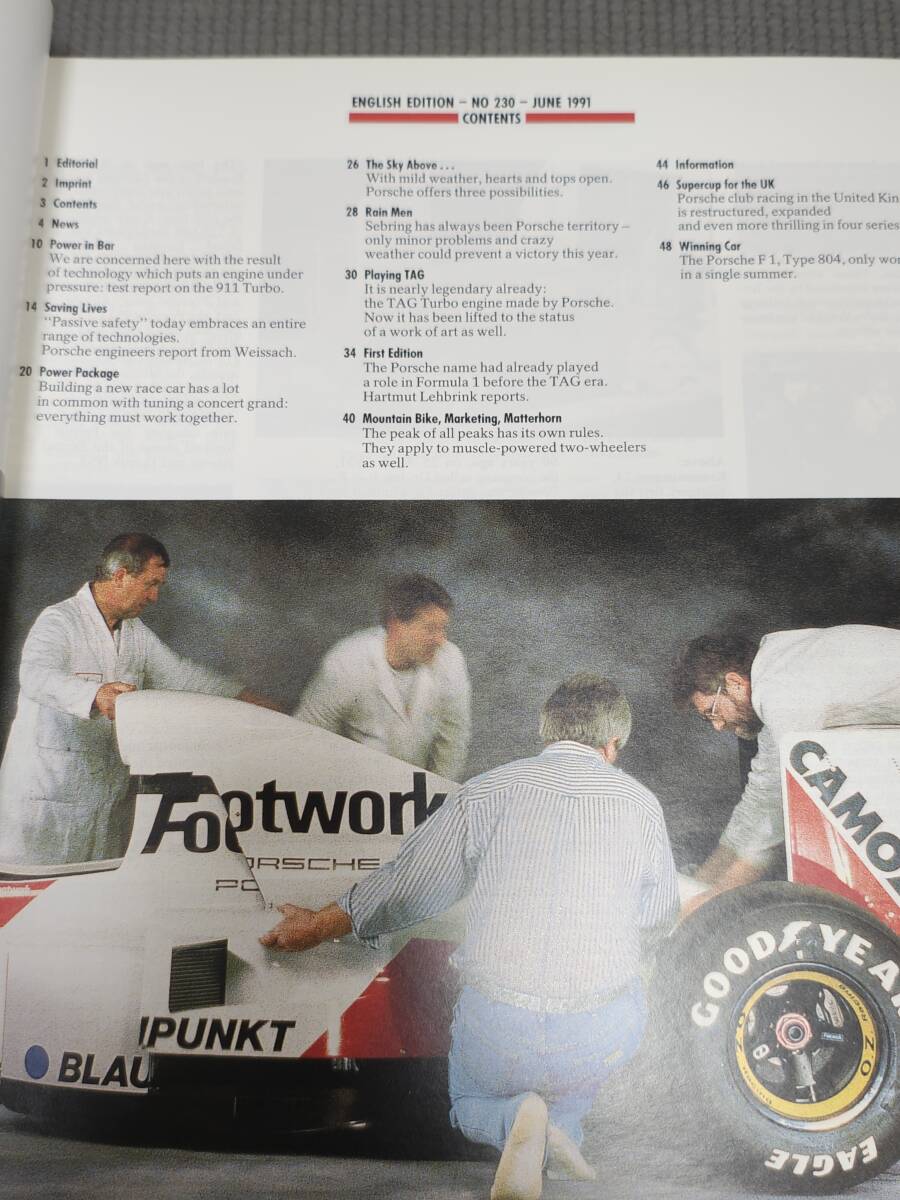 ENGLISH EDITION – NO 230 – JUNE 1991
CONTENTS
1 Editorial
2 Imprint
3 Contents
4 News
10 Power in Bar
We are concerned here with the result
of technology which puts an engine under
pressure: test report on the 911 Turbo.
14 Saving Lives
"Passive safety" today embraces an entire
range of technologies.
Porsche engineers report from Weissach.
20 Power Package
Building a new race car has a lot
in common with tuning a concert grand:
everything must work together.
26 The Sky Above . . .
With mild weather, hearts and tops open.
Porsche offers three possibilities.
28 Rain Men
Sebring has always been Porsche territory –
only minor problems and crazy
weather could prevent a victory this year.
30 Playing TAG
It is nearly legendary already:
the TAG Turbo engine made by Porsche.
Now it has been lifted to the status
of a work of art as well.
34 First Edition
The Porsche name had already played
a role in Formula 1 before the TAG era.
Hartmut Lehbrink reports.
40 Mountain Bike, Marketing, Matterhorn
The peak of all peaks has its own rules.
They apply to muscle-powered two-wheelers
as well.
44 Information
46 Supercup for the UK
Porsche club racing in the United Kin
is restructured, expanded
and even more thrilling in four series
48 Winning Car
The Porsche F 1, Type 804, only wo
in a single summer.
Footwork
ORSCHE
PO
UPUNKT
BLAU
CAMO
GOODYEAR
EAGLE
OZ
Racing